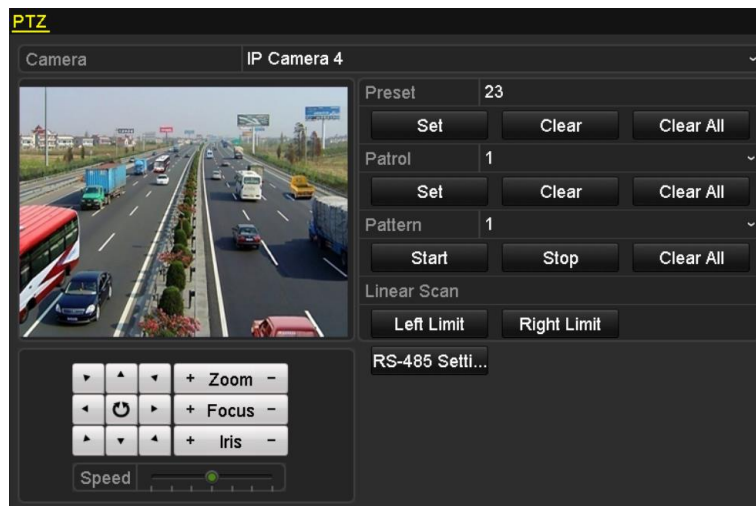 PTZ
Camera IP Camera 4
Preset 23
Set Clear Clear All
Patrol 1
Set Clear Clear All
Pattern 1
Start Stop Clear All
Linear Scan
Left Limit Right Limit
RS-485 Setti...
+ Zoom -
+ Focus -
+ Iris -
Speed